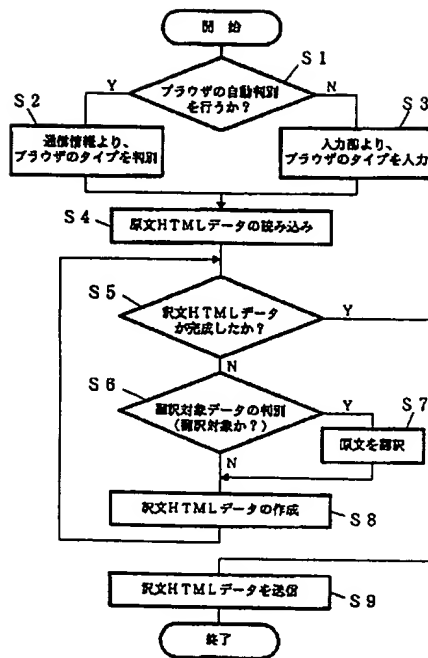 開始
S1
ブラウザの自動判別
を行うか？
Y
N
S2
通信情報より、
ブラウザのタイプを判別
S3
入力部より、
ブラウザのタイプを入力
S4
原文HTMLデータの読み込み
S5
訳文HTMLデータ
が完成したか？
Y
N
S6
翻訳対象データの判別
(翻訳対象か？)
Y
N
S7
原文を翻訳
訳文HTMLデータの作成
S8
訳文HTMLデータを送信
S9
終了